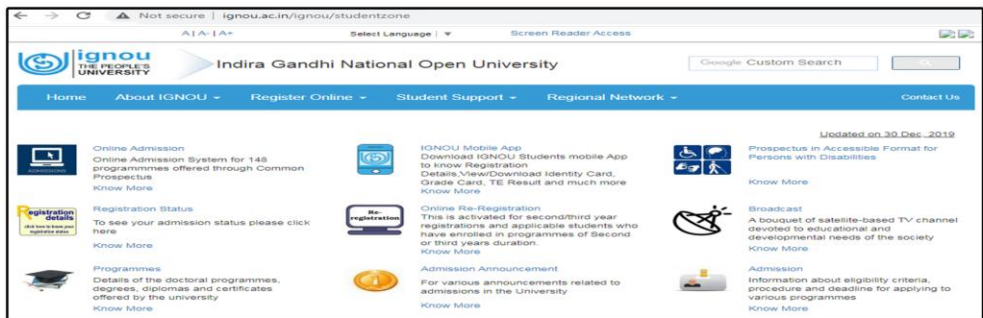 Not secure | ignou.ac.in/ignou/studentzone
A | A- | A+ Select Language | ▼ Screen Reader Access
ignou
THE PEOPLE'S
UNIVERSITY
Indira Gandhi National Open University
Google Custom Search
Home About IGNOU Register Online Student Support Regional Network Contact Us
Updated on 30 Dec, 2019
ADMISSIONS
Online Admission
Online Admission System for 148
programmmes offered through Common
Prospectus
Know More
IGNOU Mobile App
Download IGNOU Students mobile App
to know Registration
Details,View/Download Identity Card,
Grade Card, TE Result and much more
Know More
Prospectus in Accessible Format for
Persons with Disabilities
Know More
Registration
details
click here to know your
registration status
Registration Status
To see your admission status please click
here
Know More
Re-
registration
Online Re-Registration
This is activated for second/third year
registrations and applicable students who
have enrolled in programmes of Second
or third years duration.
Know More
Broadcast
A bouquet of satellite-based TV channel
devoted to educational and
developmental needs of the society
Know More
Programmes
Details of the doctoral programmes,
degrees, diplomas and certificates
offered by the university
Know More
Admission Announcement
For various announcements related to
admissions in the University
Know More
Admission
Information about eligibility criteria,
procedure and deadline for applying to
various programmes
Know More